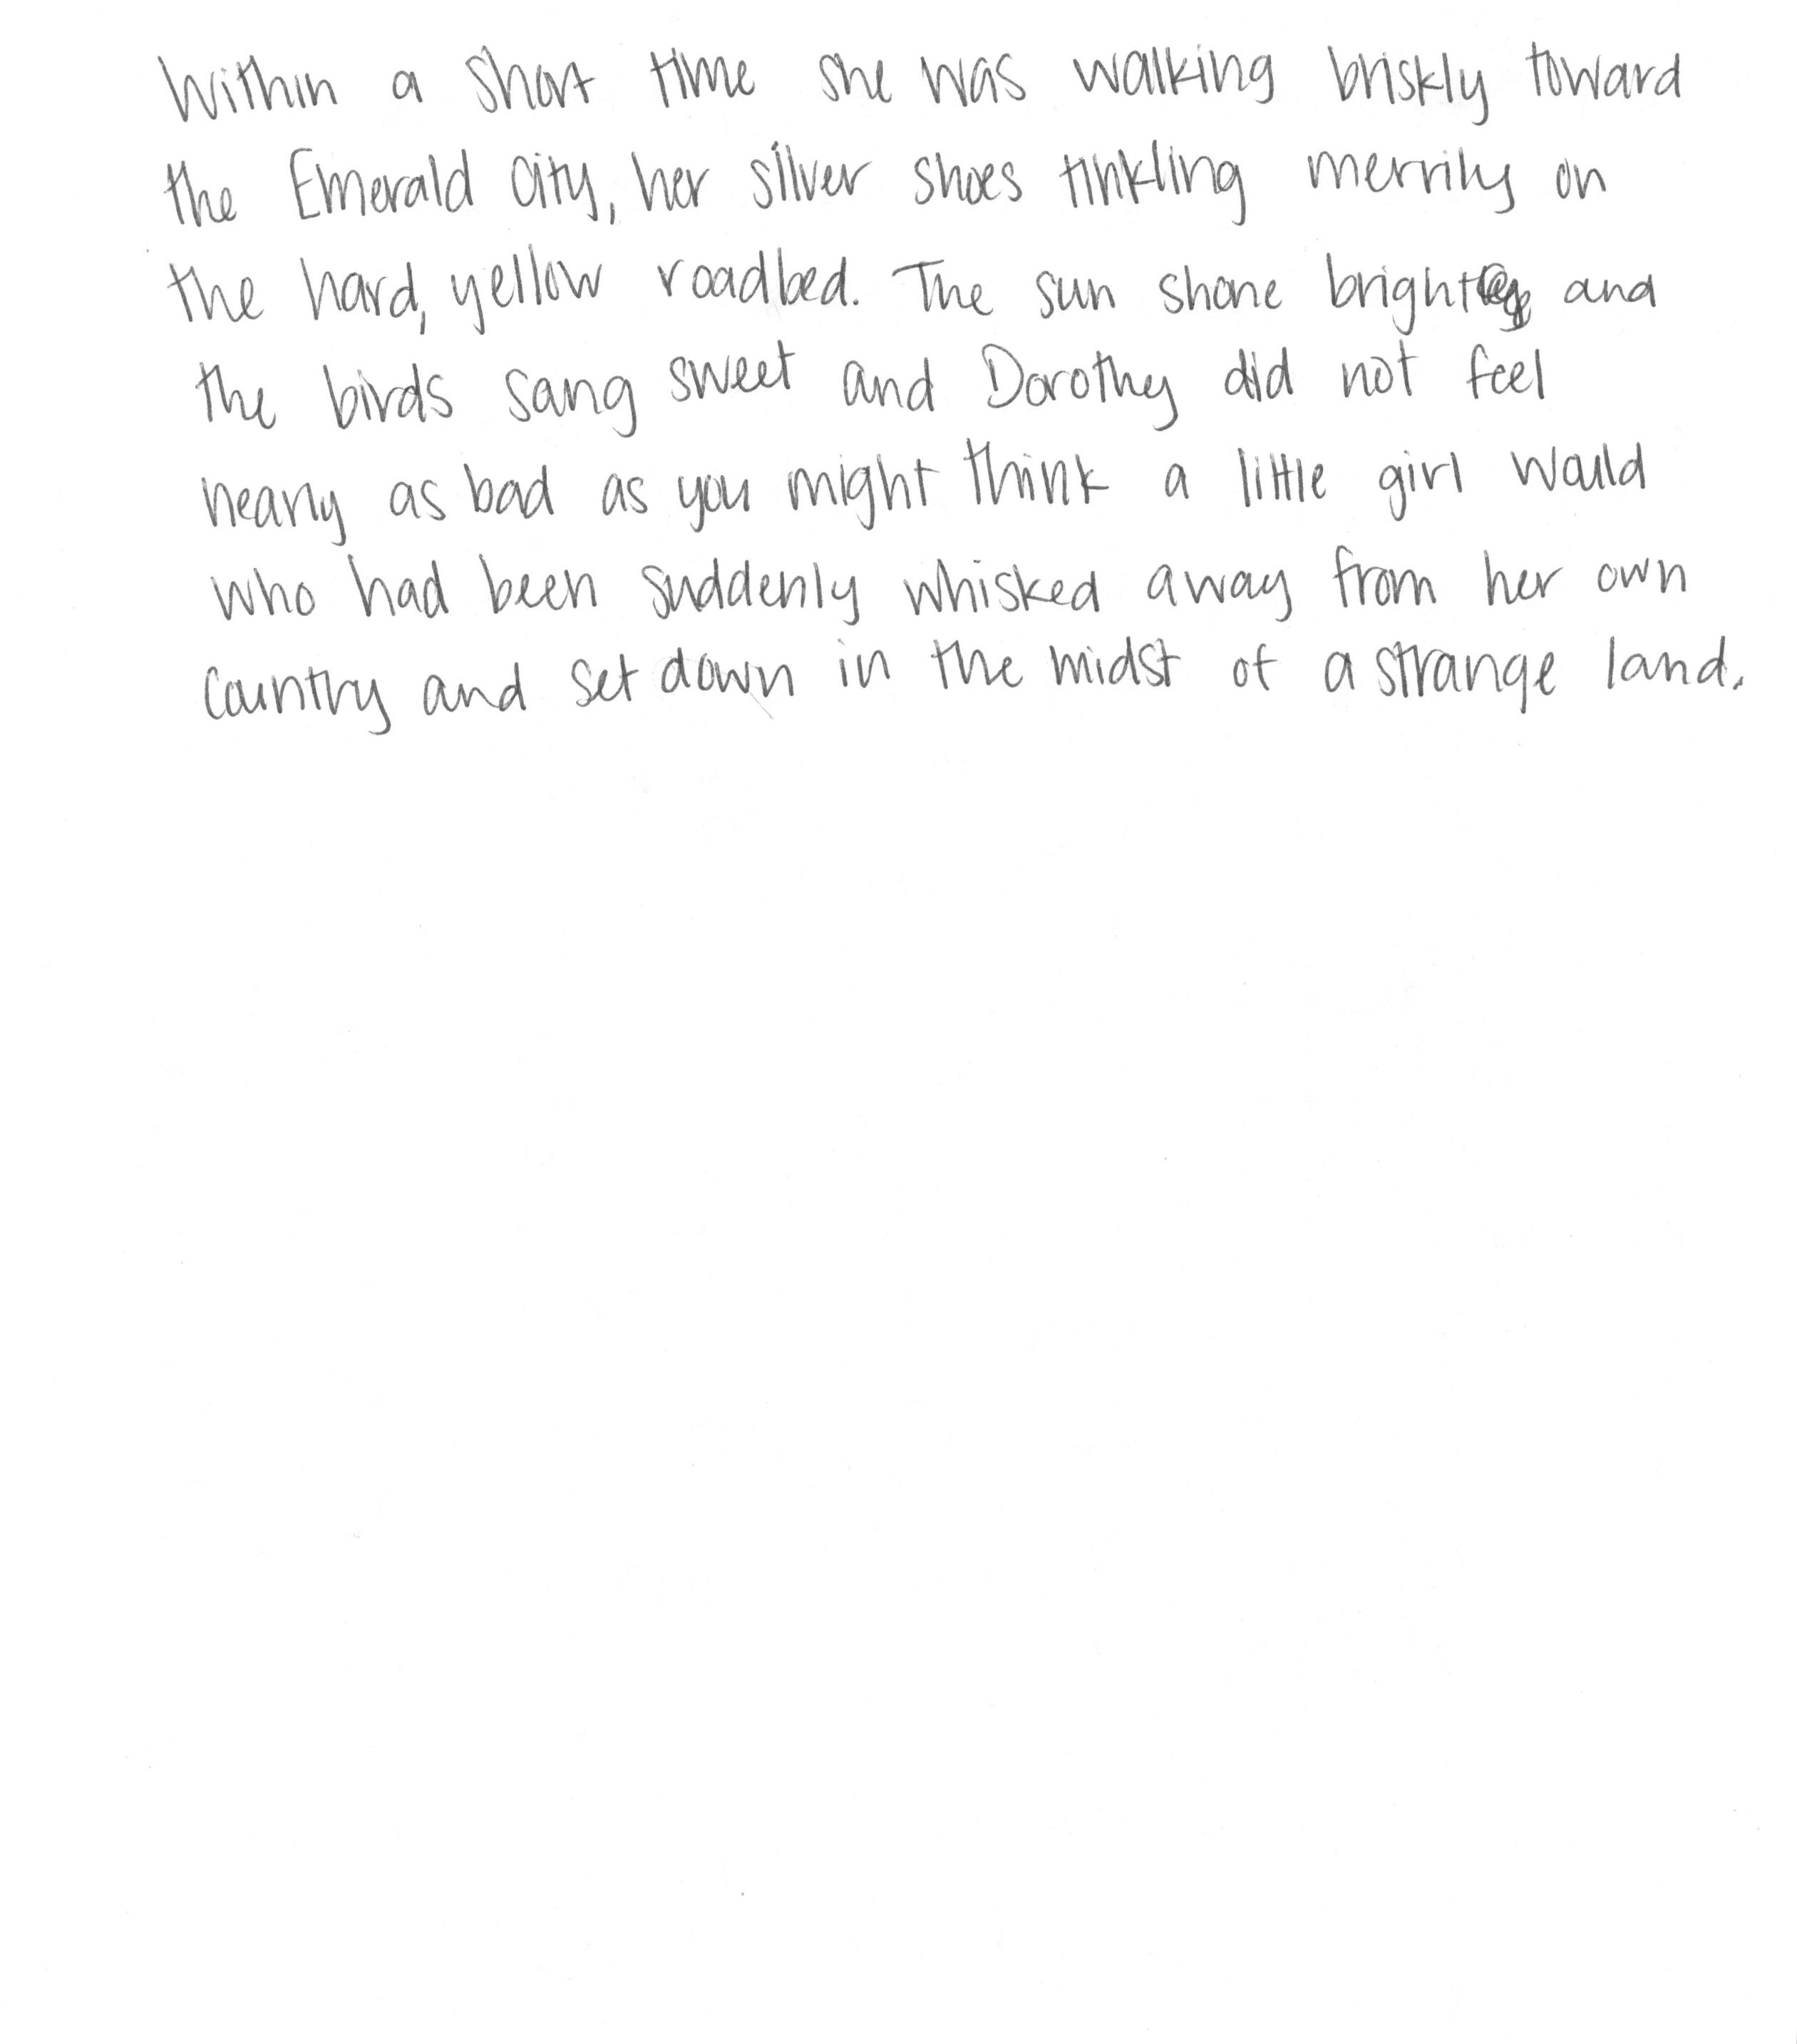 Within a short time she was walking briskly toward
the Emerald City, her silver shoes tinkling merrily on
the hard, yellow roadbed. The sun shone bright and
the birds sang sweet and Dorothy did not feel
nearly as bad as you might think a little girl would
who had been suddenly whisked away from her own
country and set down in the midst of a strange land.